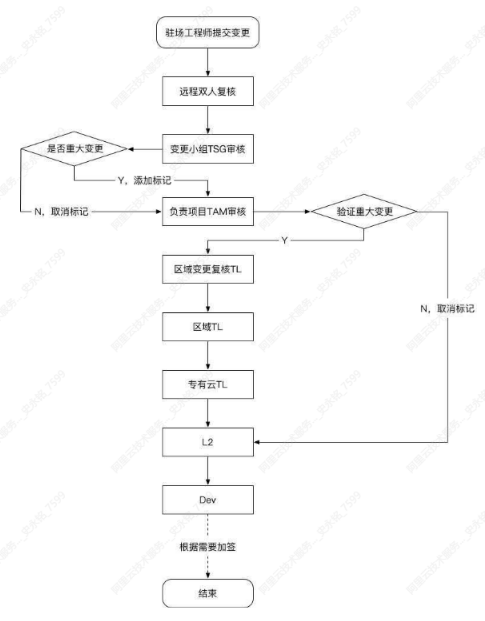 驻场工程师提交变更
远程双人复核
是否重大变更
变更小组TSG审核
Y，添加标记
N，取消标记
负责项目TAM审核
验证重大变更
Y
区域变更复核TL
N，取消标记
区域TL
专有云TL
L2
Dev
根据需要加签
结束